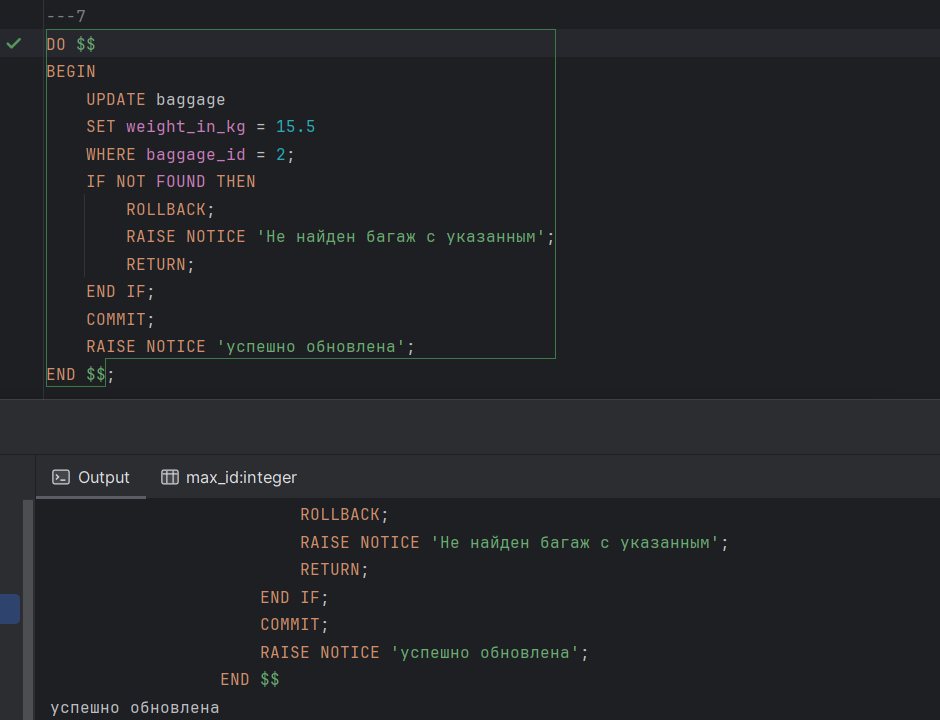 ---7
DO $$
BEGIN
    UPDATE baggage
    SET weight_in_kg = 15.5
    WHERE baggage_id = 2;
    IF NOT FOUND THEN
        ROLLBACK;
        RAISE NOTICE 'Не найден багаж с указанным';
        RETURN;
    END IF;
    COMMIT;
    RAISE NOTICE 'успешно обновлена';
END $$;
Output max_id:integer
ROLLBACK;
RAISE NOTICE 'Не найден багаж с указанным';
RETURN;
END IF;
COMMIT;
RAISE NOTICE 'успешно обновлена';
END $$
успешно обновлена